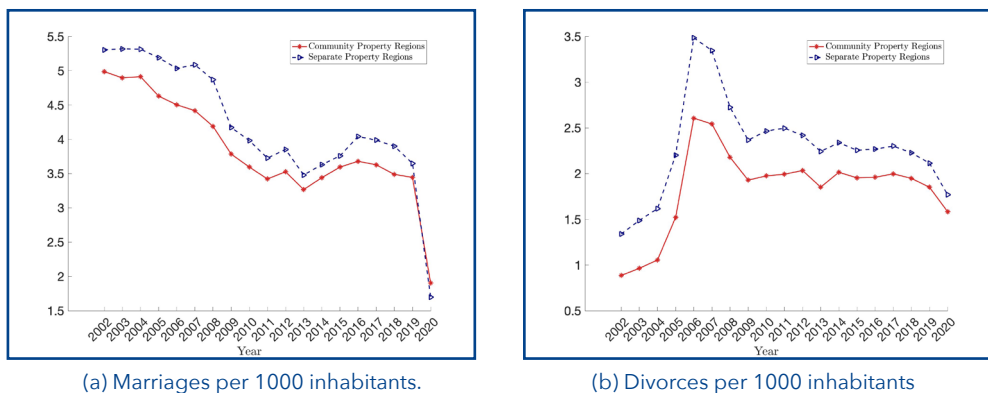 5.5
5
4.5
4
3.5
3
2.5
2
1.5
Community Property Regions
Separate Property Regions
2002 2003 2004 2005 2006 2007 2008 2009 2010 2011 2012 2013 2014 2015 2016 2017 2018 2019 2020
Year
(a) Marriages per 1000 inhabitants.
3.5
3
2.5
2
1.5
1
0.5
Community Property Regions
Separate Property Regions
2002 2003 2004 2005 2006 2007 2008 2009 2010 2011 2012 2013 2014 2015 2016 2017 2018 2019 2020
Year
(b) Divorces per 1000 inhabitants